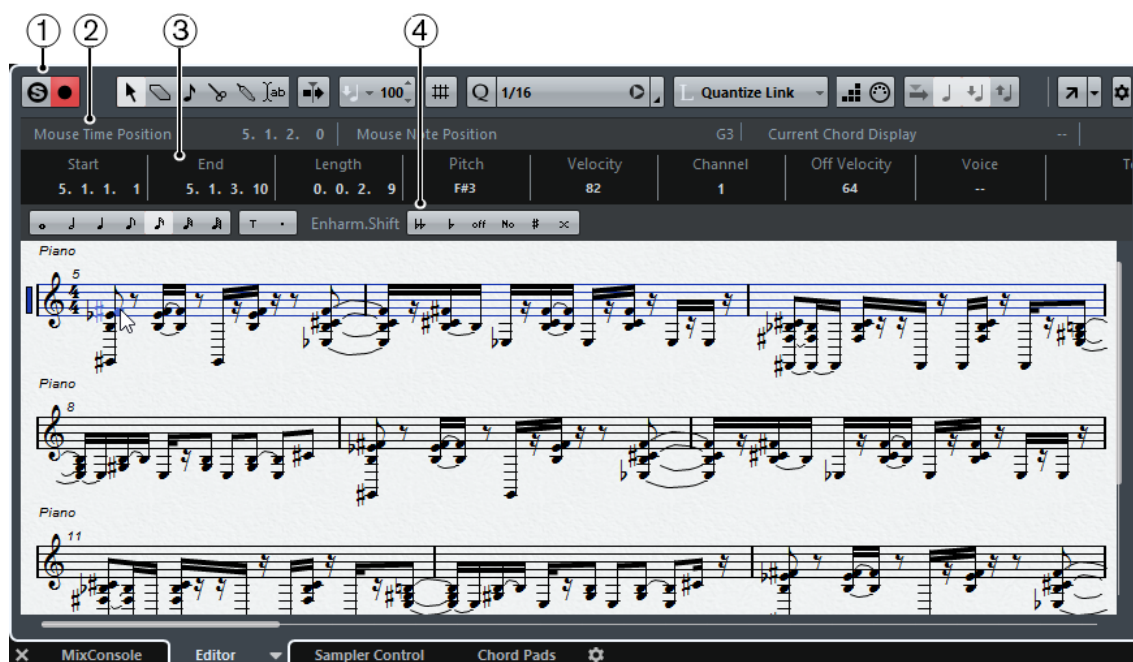 1 2 3 4
S ab 100 Q 1/16 L Quantize Link
Mouse Time Position 5. 1. 2. 0 Mouse Note Position G3 Current Chord Display --
Start End Length Pitch Velocity Channel Off Velocity Voice
5. 1. 1. 1 5. 1. 3. 10 0. 0. 2. 9 F#3 82 1 64 --
T . Enharm.Shift off No # x
Piano
5
4
4
Piano
8
Piano
11
MixConsole Editor Sampler Control Chord Pads